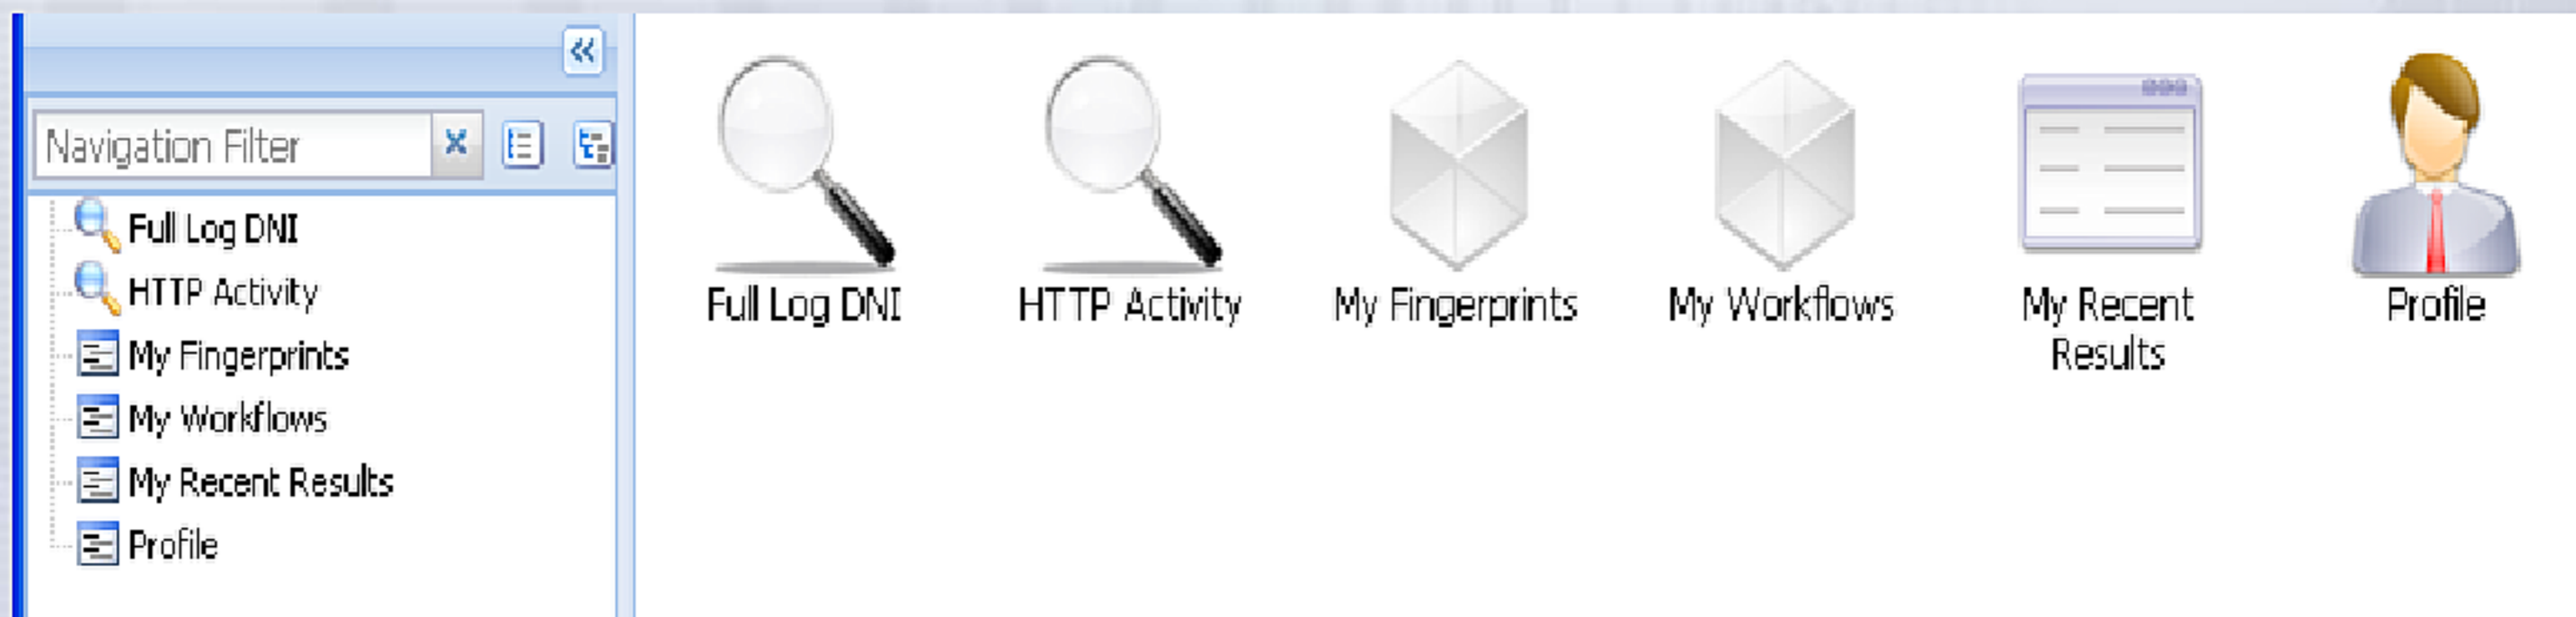 Navigation Filter
Full Log DNI
HTTP Activity
My Fingerprints
My Workflows
My Recent Results
Profile
Full Log DNI
HTTP Activity
My Fingerprints
My Workflows
My Recent
Results
Profile